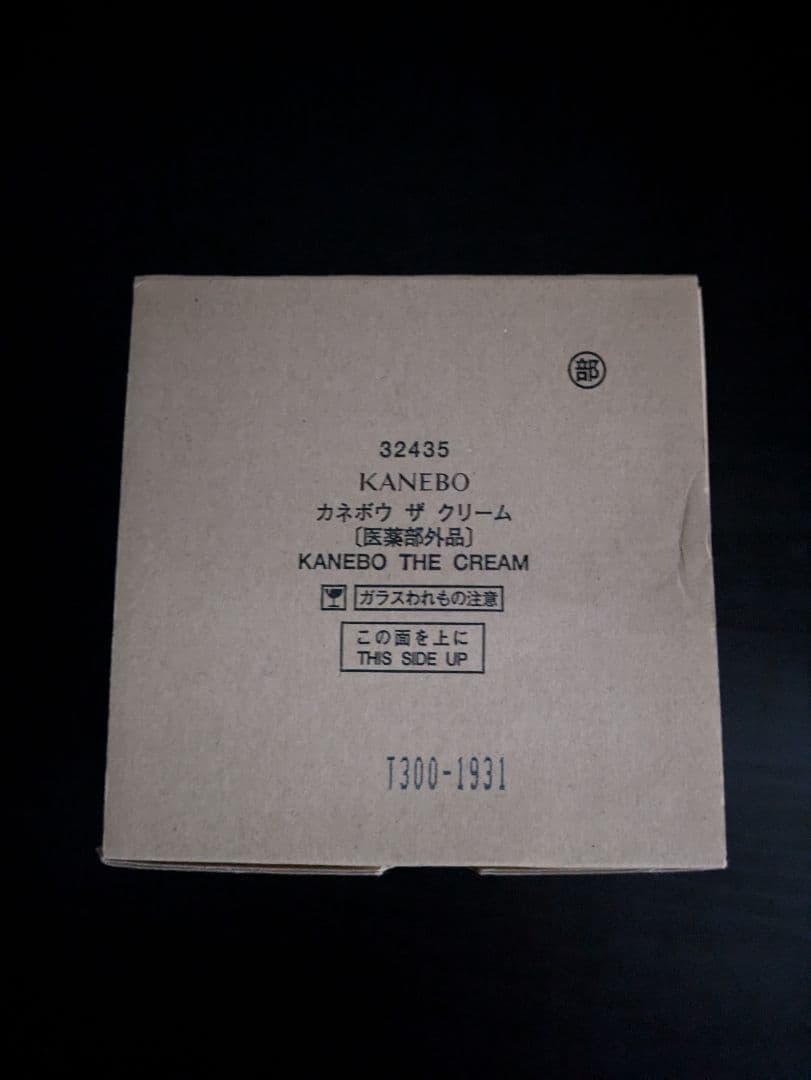 部
32435
KANEBO
カネボウ ザ クリーム
〔医薬部外品〕
KANEBO THE CREAM
ガラスわれもの注意
この面を上に
THIS SIDE UP
T300-1931